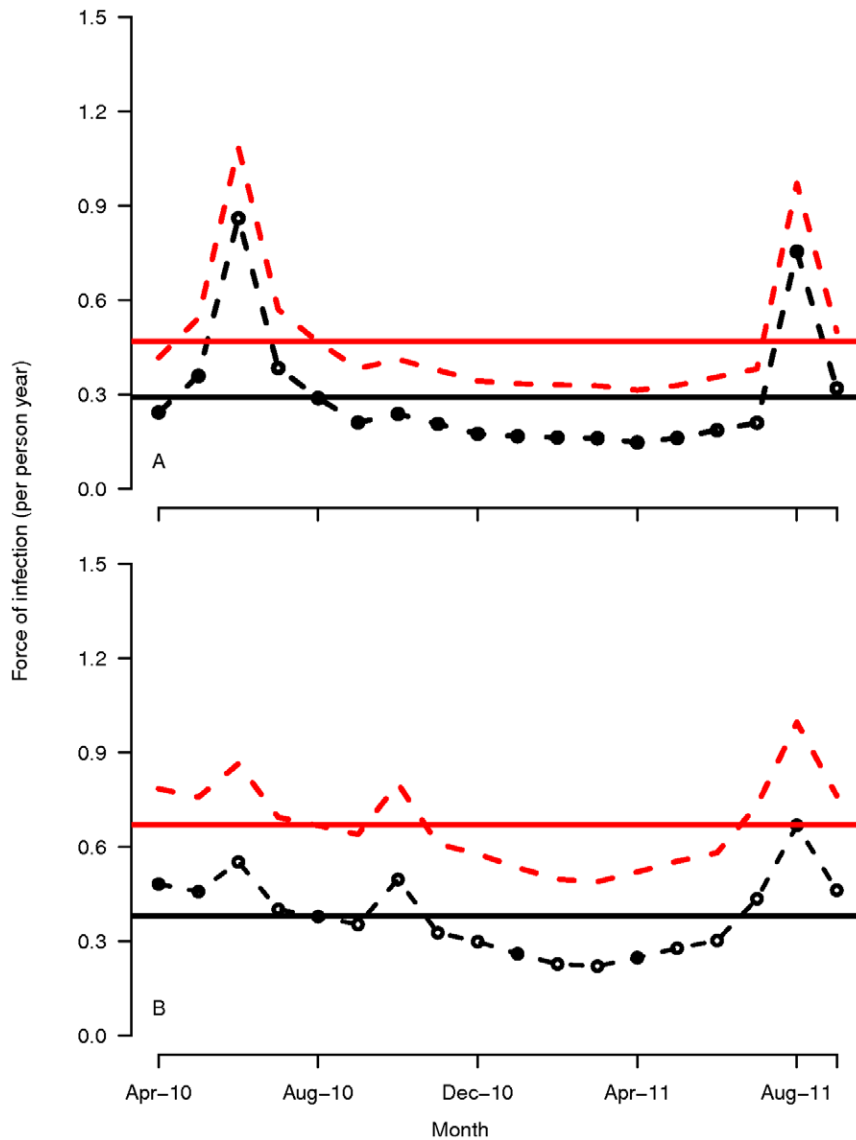 1.5
1.2
0.9
0.6
0.3
0.0
A
1.5
1.2
0.9
0.6
0.3
0.0
B
Force of infection (per person year)
Apr−10 Aug−10 Dec−10 Apr−11 Aug−11
Month